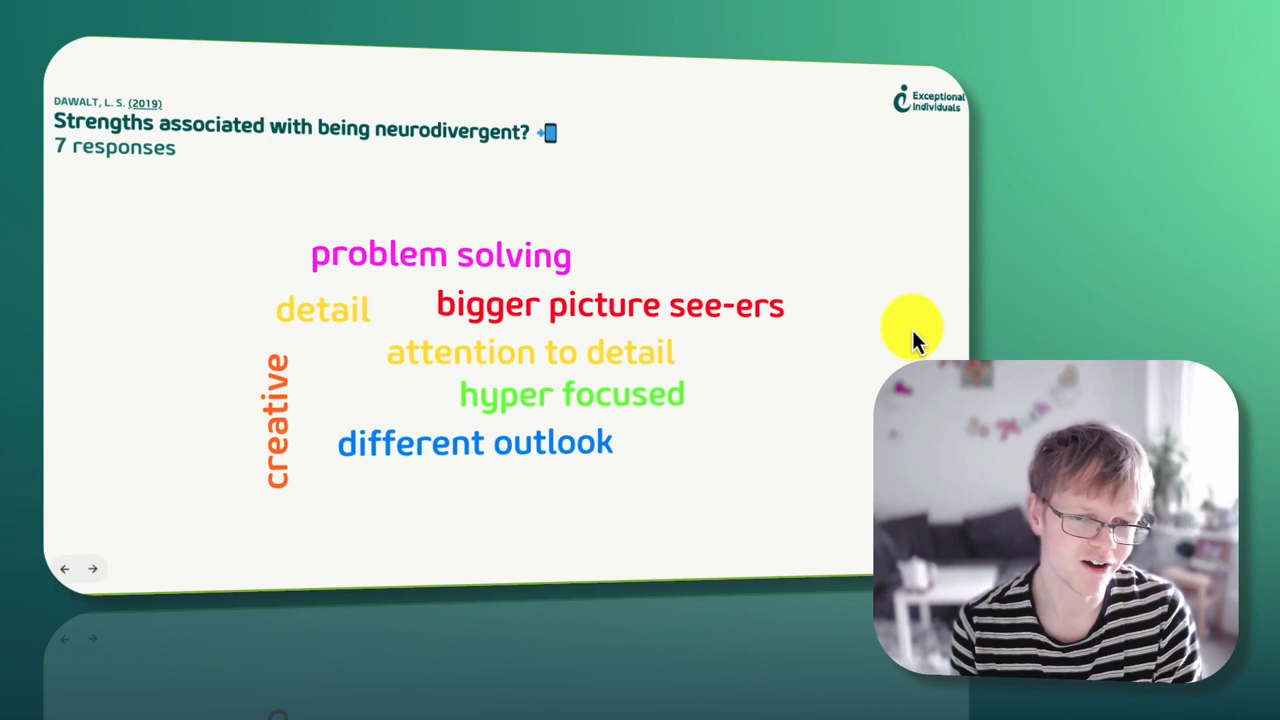 DAWALT, L. S. (2019)
Strengths associated with being neurodivergent?
7 responses
Exceptional
Individuals
problem solving
detail
bigger picture see-ers
attention to detail
creative
hyper focused
different outlook